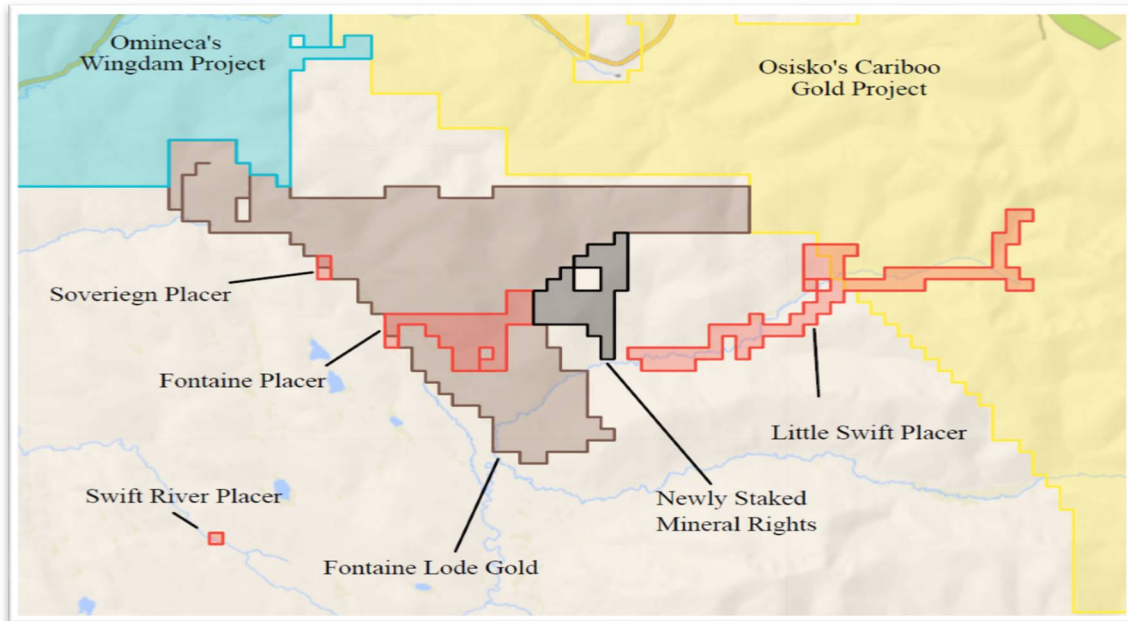 Omineca's
Wingdam Project
Osisko's Cariboo
Gold Project
Soveriegn Placer
Fontaine Placer
Little Swift Placer
Swift River Placer
Newly Staked
Mineral Rights
Fontaine Lode Gold